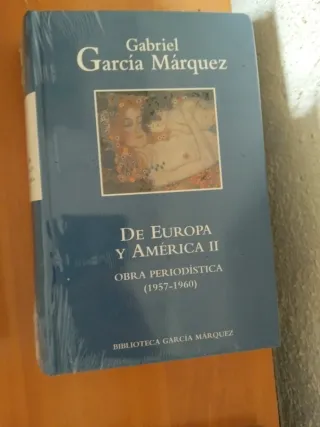 Gabriel
García Márquez
De Europa
y América II
OBRA PERIODÍSTICA
(1957-1960)
BIBLIOTECA GARCÍA MÁRQUEZ